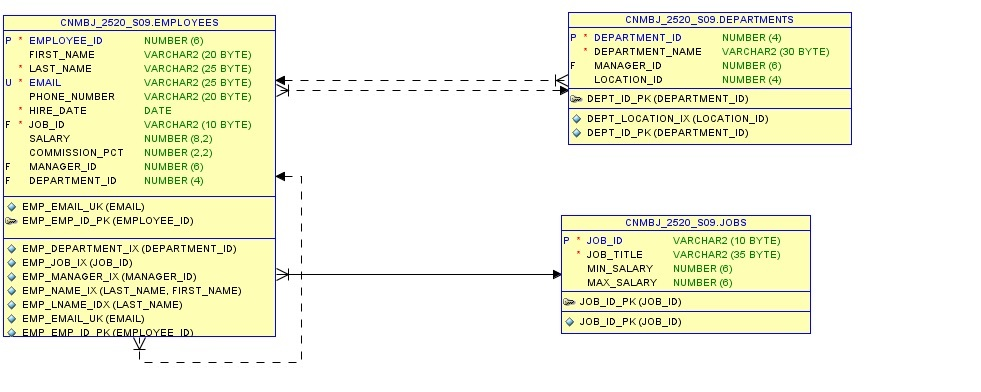 CNMBJ_2520_S09.EMPLOYEES
P * EMPLOYEE_ID NUMBER (6)
FIRST_NAME VARCHAR2 (20 BYTE)
* LAST_NAME VARCHAR2 (25 BYTE)
U * EMAIL VARCHAR2 (25 BYTE)
PHONE_NUMBER VARCHAR2 (20 BYTE)
* HIRE_DATE DATE
F * JOB_ID VARCHAR2 (10 BYTE)
SALARY NUMBER (8,2)
COMMISSION_PCT NUMBER (2,2)
F MANAGER_ID NUMBER (6)
F DEPARTMENT_ID NUMBER (4)
EMP_EMAIL_UK (EMAIL)
EMP_EMP_ID_PK (EMPLOYEE_ID)
EMP_DEPARTMENT_IX (DEPARTMENT_ID)
EMP_JOB_IX (JOB_ID)
EMP_MANAGER_IX (MANAGER_ID)
EMP_NAME_IX (LAST_NAME, FIRST_NAME)
EMP_LNAME_IDX (LAST_NAME)
EMP_EMAIL_UK (EMAIL)
EMP_EMP_ID_PK (EMPLOYEE_ID)
CNMBJ_2520_S09.DEPARTMENTS
P * DEPARTMENT_ID NUMBER (4)
* DEPARTMENT_NAME VARCHAR2 (30 BYTE)
F MANAGER_ID NUMBER (6)
LOCATION_ID NUMBER (4)
DEPT_ID_PK (DEPARTMENT_ID)
DEPT_LOCATION_IX (LOCATION_ID)
DEPT_ID_PK (DEPARTMENT_ID)
CNMBJ_2520_S09.JOBS
P * JOB_ID VARCHAR2 (10 BYTE)
* JOB_TITLE VARCHAR2 (35 BYTE)
MIN_SALARY NUMBER (6)
MAX_SALARY NUMBER (6)
JOB_ID_PK (JOB_ID)
JOB_ID_PK (JOB_ID)